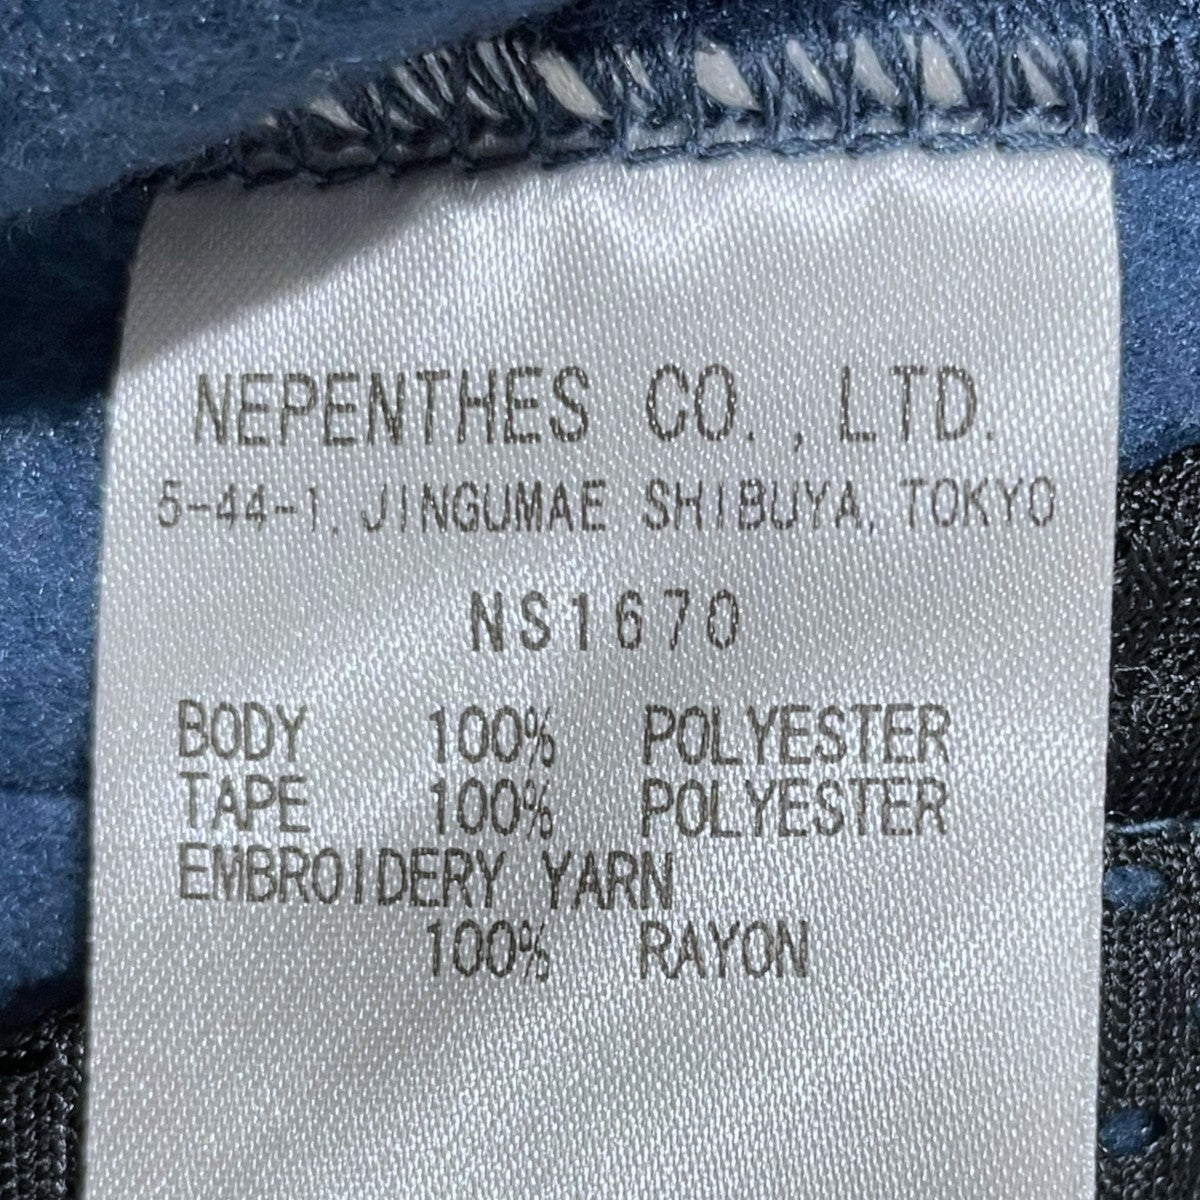 NEPENTHES CO., LTD.
5-44-1, JINGUMAE SHIBUYA, TOKYO
NS1670
BODY 100% POLYESTER
TAPE 100% POLYESTER
EMBROIDERY YARN
100% RAYON